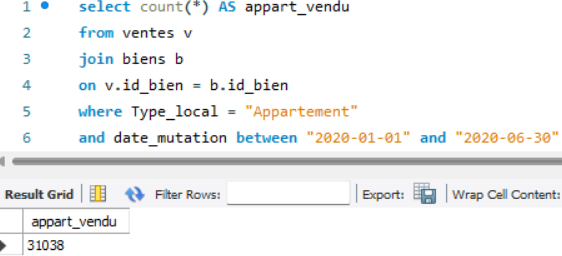 1 select count(*) AS appart_vendu
2 from ventes v
3 join biens b
4 on v.id_bien = b.id_bien
5 where Type_local = "Appartement"
6 and date_mutation between "2020-01-01" and "2020-06-30"
Result Grid Filter Rows: Export: Wrap Cell Content:
appart_vendu
31038